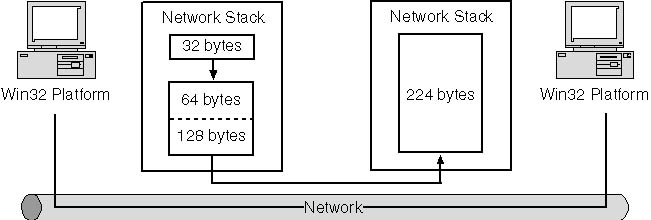 Network Stack
32 bytes
64 bytes
128 bytes
Win32 Platform
Network Stack
224 bytes
Win32 Platform
Network